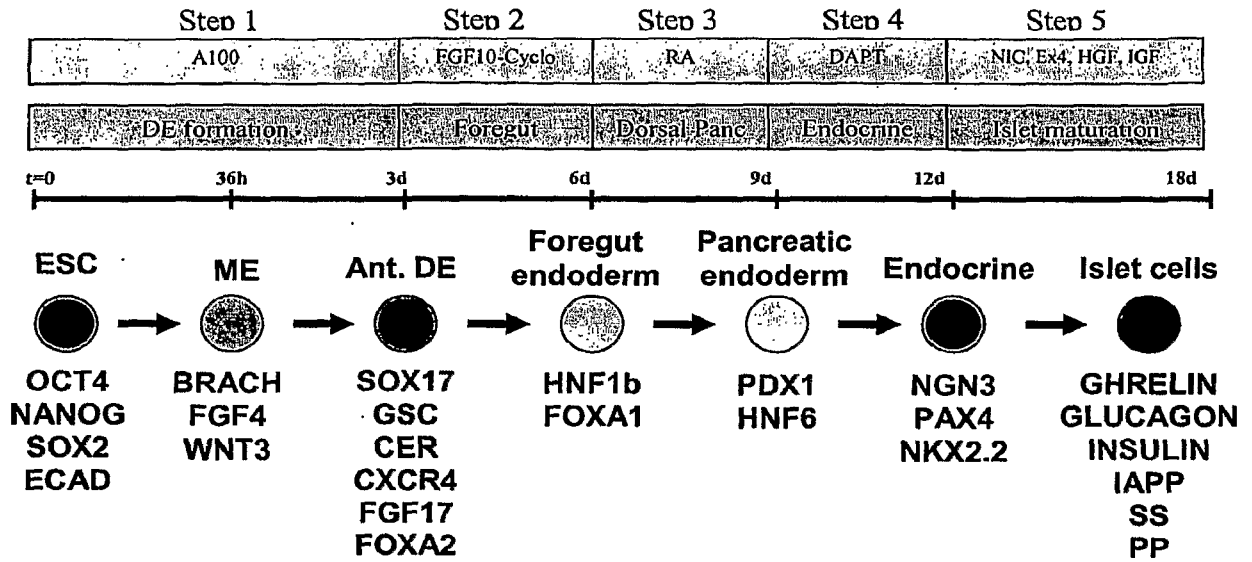 Step 1 Step 2 Step 3 Step 4 Step 5
A100 FGF10-Cyclo RA DAPT NIC, Ex4, HGF, IGF
DE formation Foregut Dorsal Panc Endocrine Islet maturation
t=0 36h 3d 6d 9d 12d 18d
ESC ME Ant. DE Foregut endoderm Pancreatic endoderm Endocrine Islet cells
OCT4 BRACH SOX17 HNF1b PDX1 NGN3 GHRELIN
NANOG FGF4 GSC FOXA1 HNF6 PAX4 GLUCAGON
SOX2 WNT3 CER NKX2.2 INSULIN
ECAD CXCR4 IAPP
FGF17 SS
FOXA2 PP